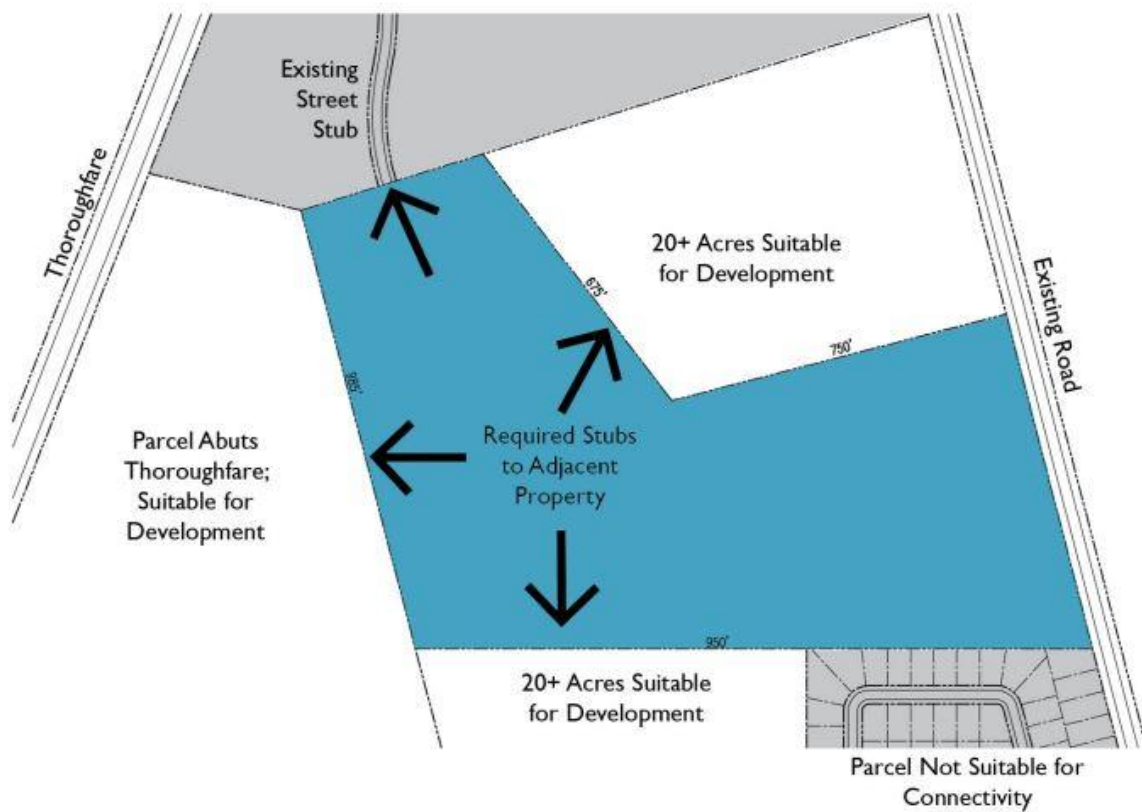 Existing
Street
Stub
Thoroughfare
20+ Acres Suitable
for Development
Existing Road
675'
750'
985'
Parcel Abuts
Thoroughfare;
Suitable for
Development
Required Stubs
to Adjacent
Property
950'
20+ Acres Suitable
for Development
Parcel Not Suitable for
Connectivity